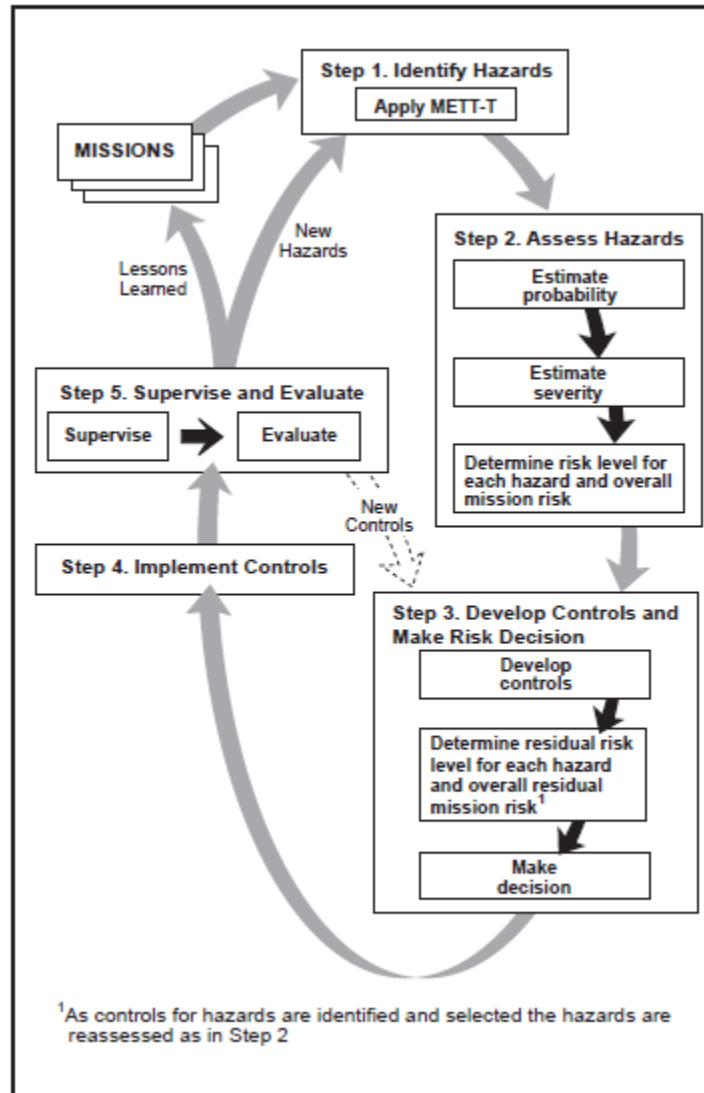 Step 1. Identify Hazards
Apply METT-T
MISSIONS
New
Hazards
Lessons
Learned
Step 2. Assess Hazards
Estimate
probability
Estimate
severity
Determine risk level for
each hazard and overall
mission risk
Step 5. Supervise and Evaluate
Supervise
Evaluate
New
Controls
Step 4. Implement Controls
Step 3. Develop Controls and
Make Risk Decision
Develop
controls
Determine residual risk
level for each hazard
and overall residual
mission risk¹
Make
decision
¹As controls for hazards are identified and selected the hazards are
reassessed as in Step 2